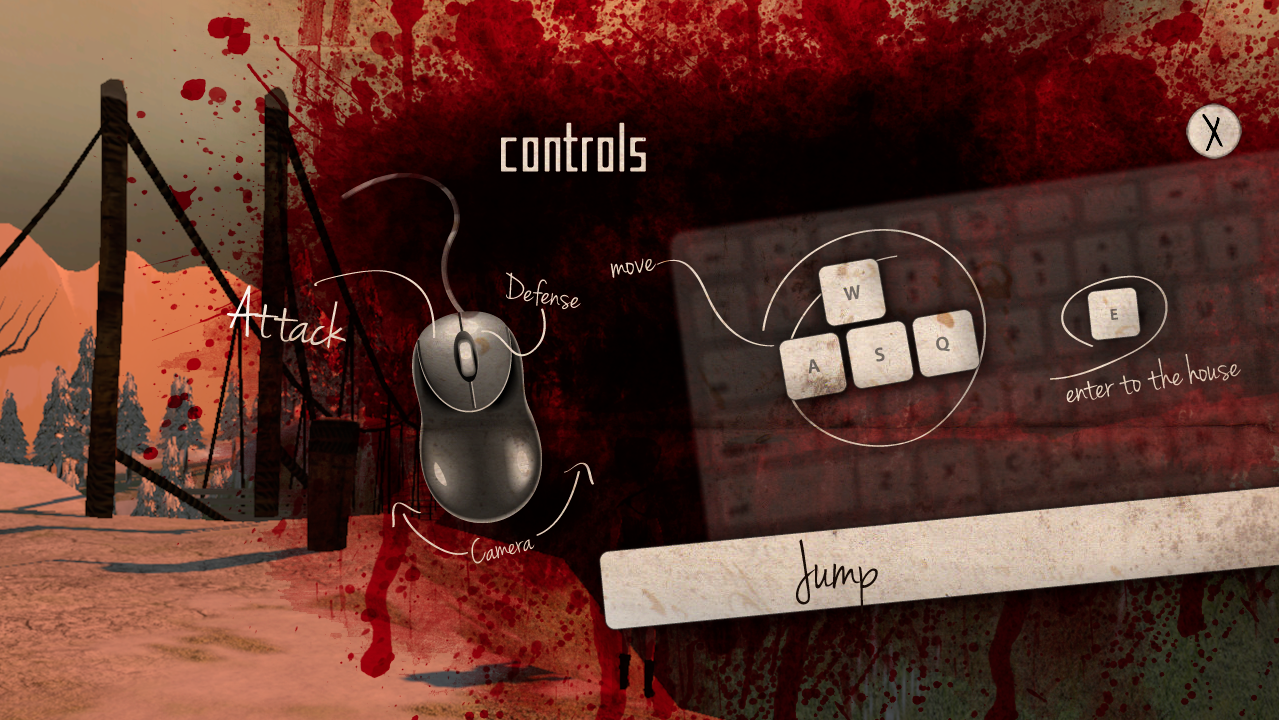 controls
X
Attack
Defense
move
W
A S Q
E
enter to the house
Camera
Jump